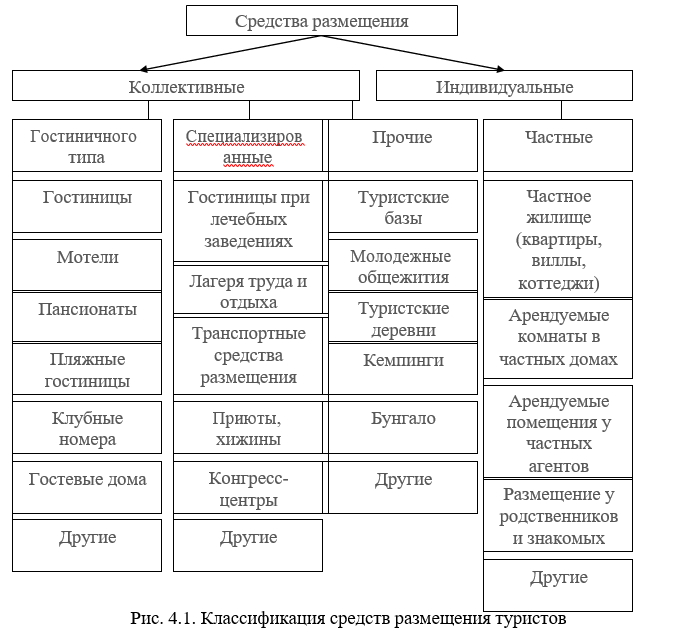 Средства размещения
Коллективные
Индивидуальные
Гостиничного
типа
Гостиницы
Мотели
Пансионаты
Пляжные
гостиницы
Клубные
номера
Гостевые дома
Другие
Специализиров
анные
Гостиницы при
лечебных
заведениях
Лагеря труда и
отдыха
Транспортные
средства
размещения
Приюты,
хижины
Конгресс-
центры
Другие
Прочие
Туристские
базы
Молодежные
общежития
Туристские
деревни
Кемпинги
Бунгало
Другие
Частные
Частное
жилище
(квартиры,
виллы,
коттеджи)
Арендуемые
комнаты в
частных домах
Арендуемые
помещения у
частных
агентов
Размещение у
родственников
и знакомых
Другие
Рис. 4.1. Классификация средств размещения туристов